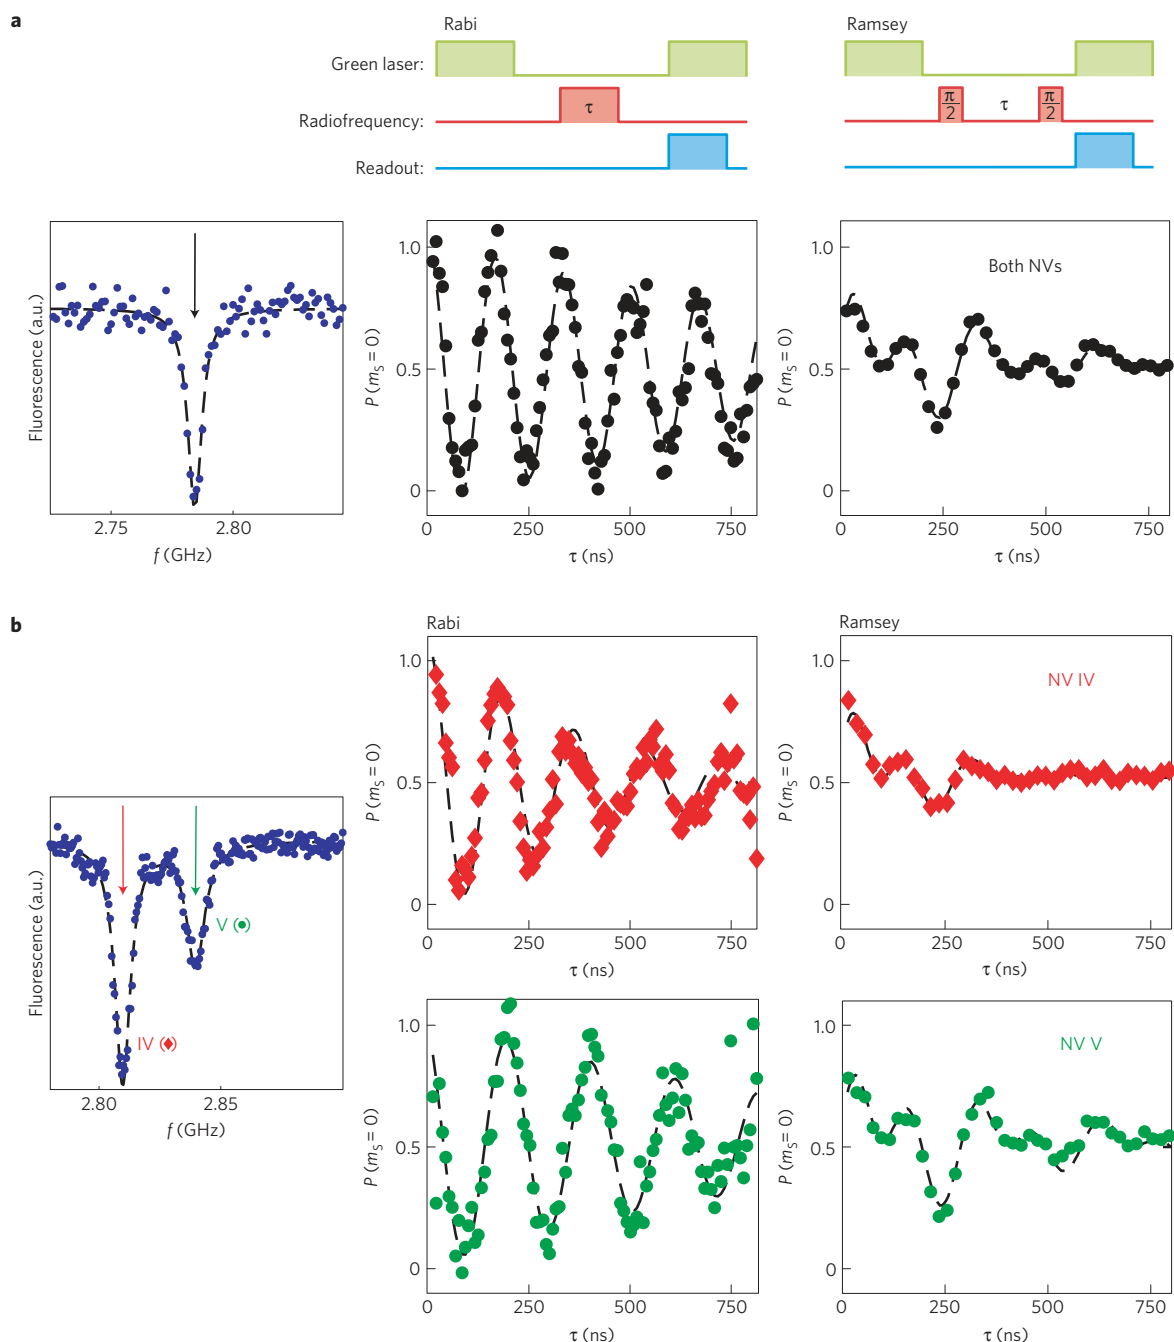 a
Rabi
Ramsey
Green laser:
Radiofrequency:
Readout:
τ
π/2 τ π/2
Fluorescence (a.u.)
2.75 2.80
f (GHz)
P (mS = 0)
1.0
0.5
0
0 250 500 750
τ (ns)
Both NVs
P (mS = 0)
1.0
0.5
0
0 250 500 750
τ (ns)
b
Rabi
Ramsey
Fluorescence (a.u.)
V (●)
IV (♦)
2.80 2.85
f (GHz)
P (mS = 0)
1.0
0.5
0
0 250 500 750
τ (ns)
NV IV
P (mS = 0)
1.0
0.5
0
0 250 500 750
τ (ns)
P (mS = 0)
1.0
0.5
0
0 250 500 750
τ (ns)
NV V
P (mS= 0)
1.0
0.5
0
0 250 500 750
τ (ns)